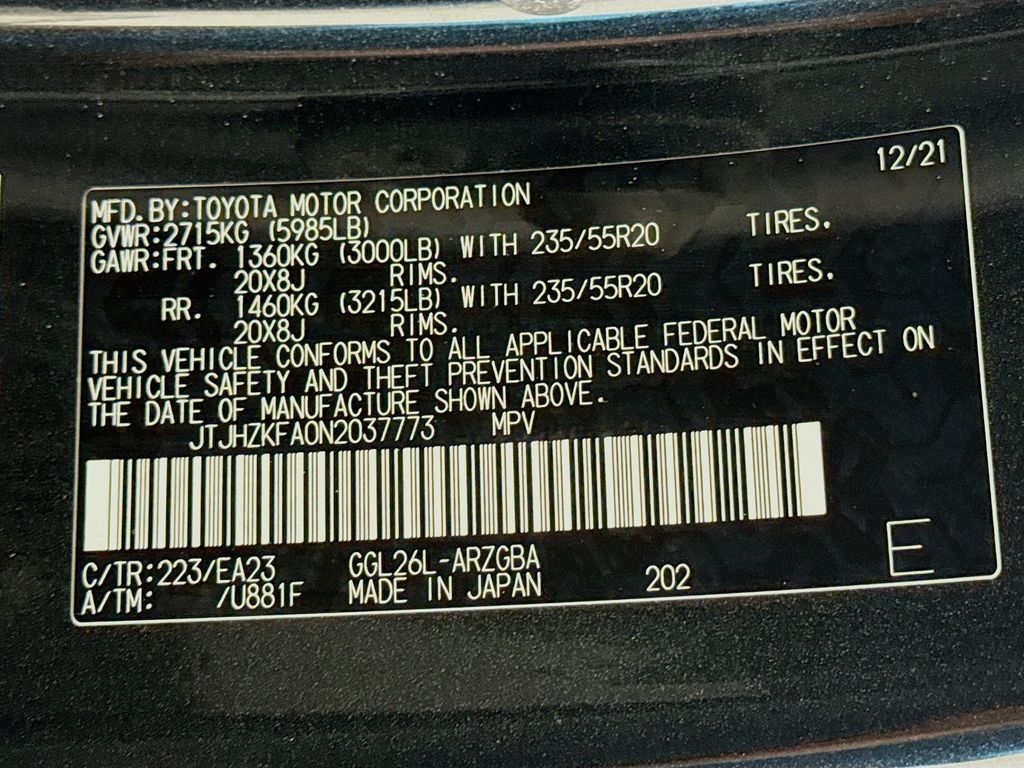 12/21
MFD.BY:TOYOTA MOTOR CORPORATION
GVWR:2715KG (5985LB)
GAWR:FRT. 1360KG (3000LB) WITH 235/55R20 TIRES.
20X8J RIMS.
RR. 1460KG (3215LB) WITH 235/55R20 TIRES.
20X8J RIMS.
THIS VEHICLE CONFORMS TO ALL APPLICABLE FEDERAL MOTOR
VEHICLE SAFETY AND THEFT PREVENTION STANDARDS IN EFFECT ON
THE DATE OF MANUFACTURE SHOWN ABOVE.
JTJHZKFA0N2037773 MPV
C/TR:223/EA23 GGL26L-ARZGBA
A/TM: /U881F MADE IN JAPAN 202 E